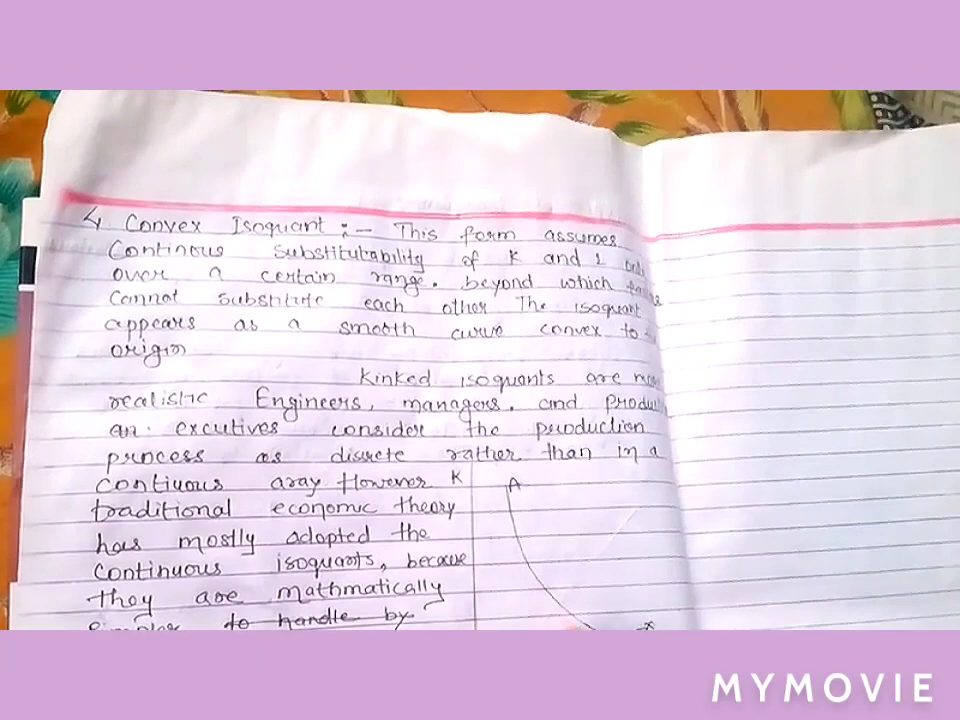 4. Convex Isoquant :- This form assumes
Continous Substitutability of K and L only
over a certain range. beyond which
Cannot substitute each other The isoquant
appears as a smooth curve convex to
origin
Kinked isoquants are more
realistic Engineers, managers. and
executives consider the production
process as discrete rather than in a
Contiuous aray However K
A
traditional economic theory
has mostly adopted the
Continuous isoquants, because
they are mathmatically
to handle by
MYMOVIE